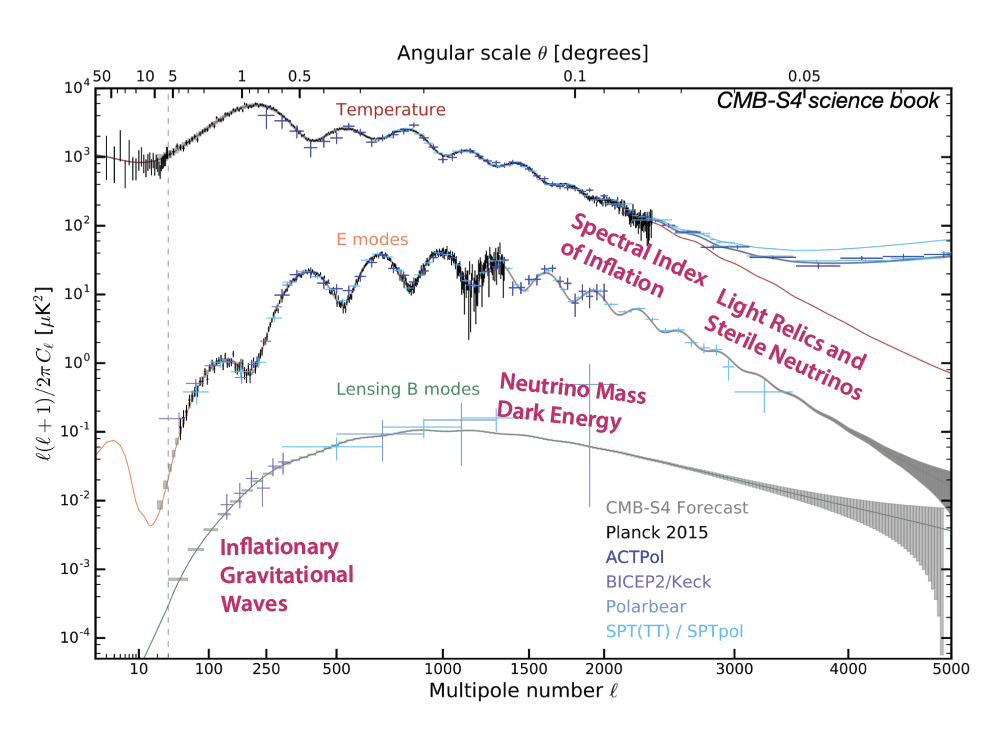 Angular scale θ [degrees]
50 10 5 1 0.5 0.1 0.05
CMB-S4 science book
10⁴
10³
10²
10¹
10⁰
10⁻¹
10⁻²
10⁻³
10⁻⁴
ℓ(ℓ+1)/2π Cℓ [μK²]
Temperature
E modes
Spectral Index
of Inflation
Light Relics and
Sterile Neutrinos
Lensing B modes
Neutrino Mass
Dark Energy
Inflationary
Gravitational
Waves
CMB-S4 Forecast
Planck 2015
ACTPol
BICEP2/Keck
Polarbear
SPT(TT) / SPTpol
10 100 250 500 1000 1500 2000 3000 4000 5000
Multipole number ℓ